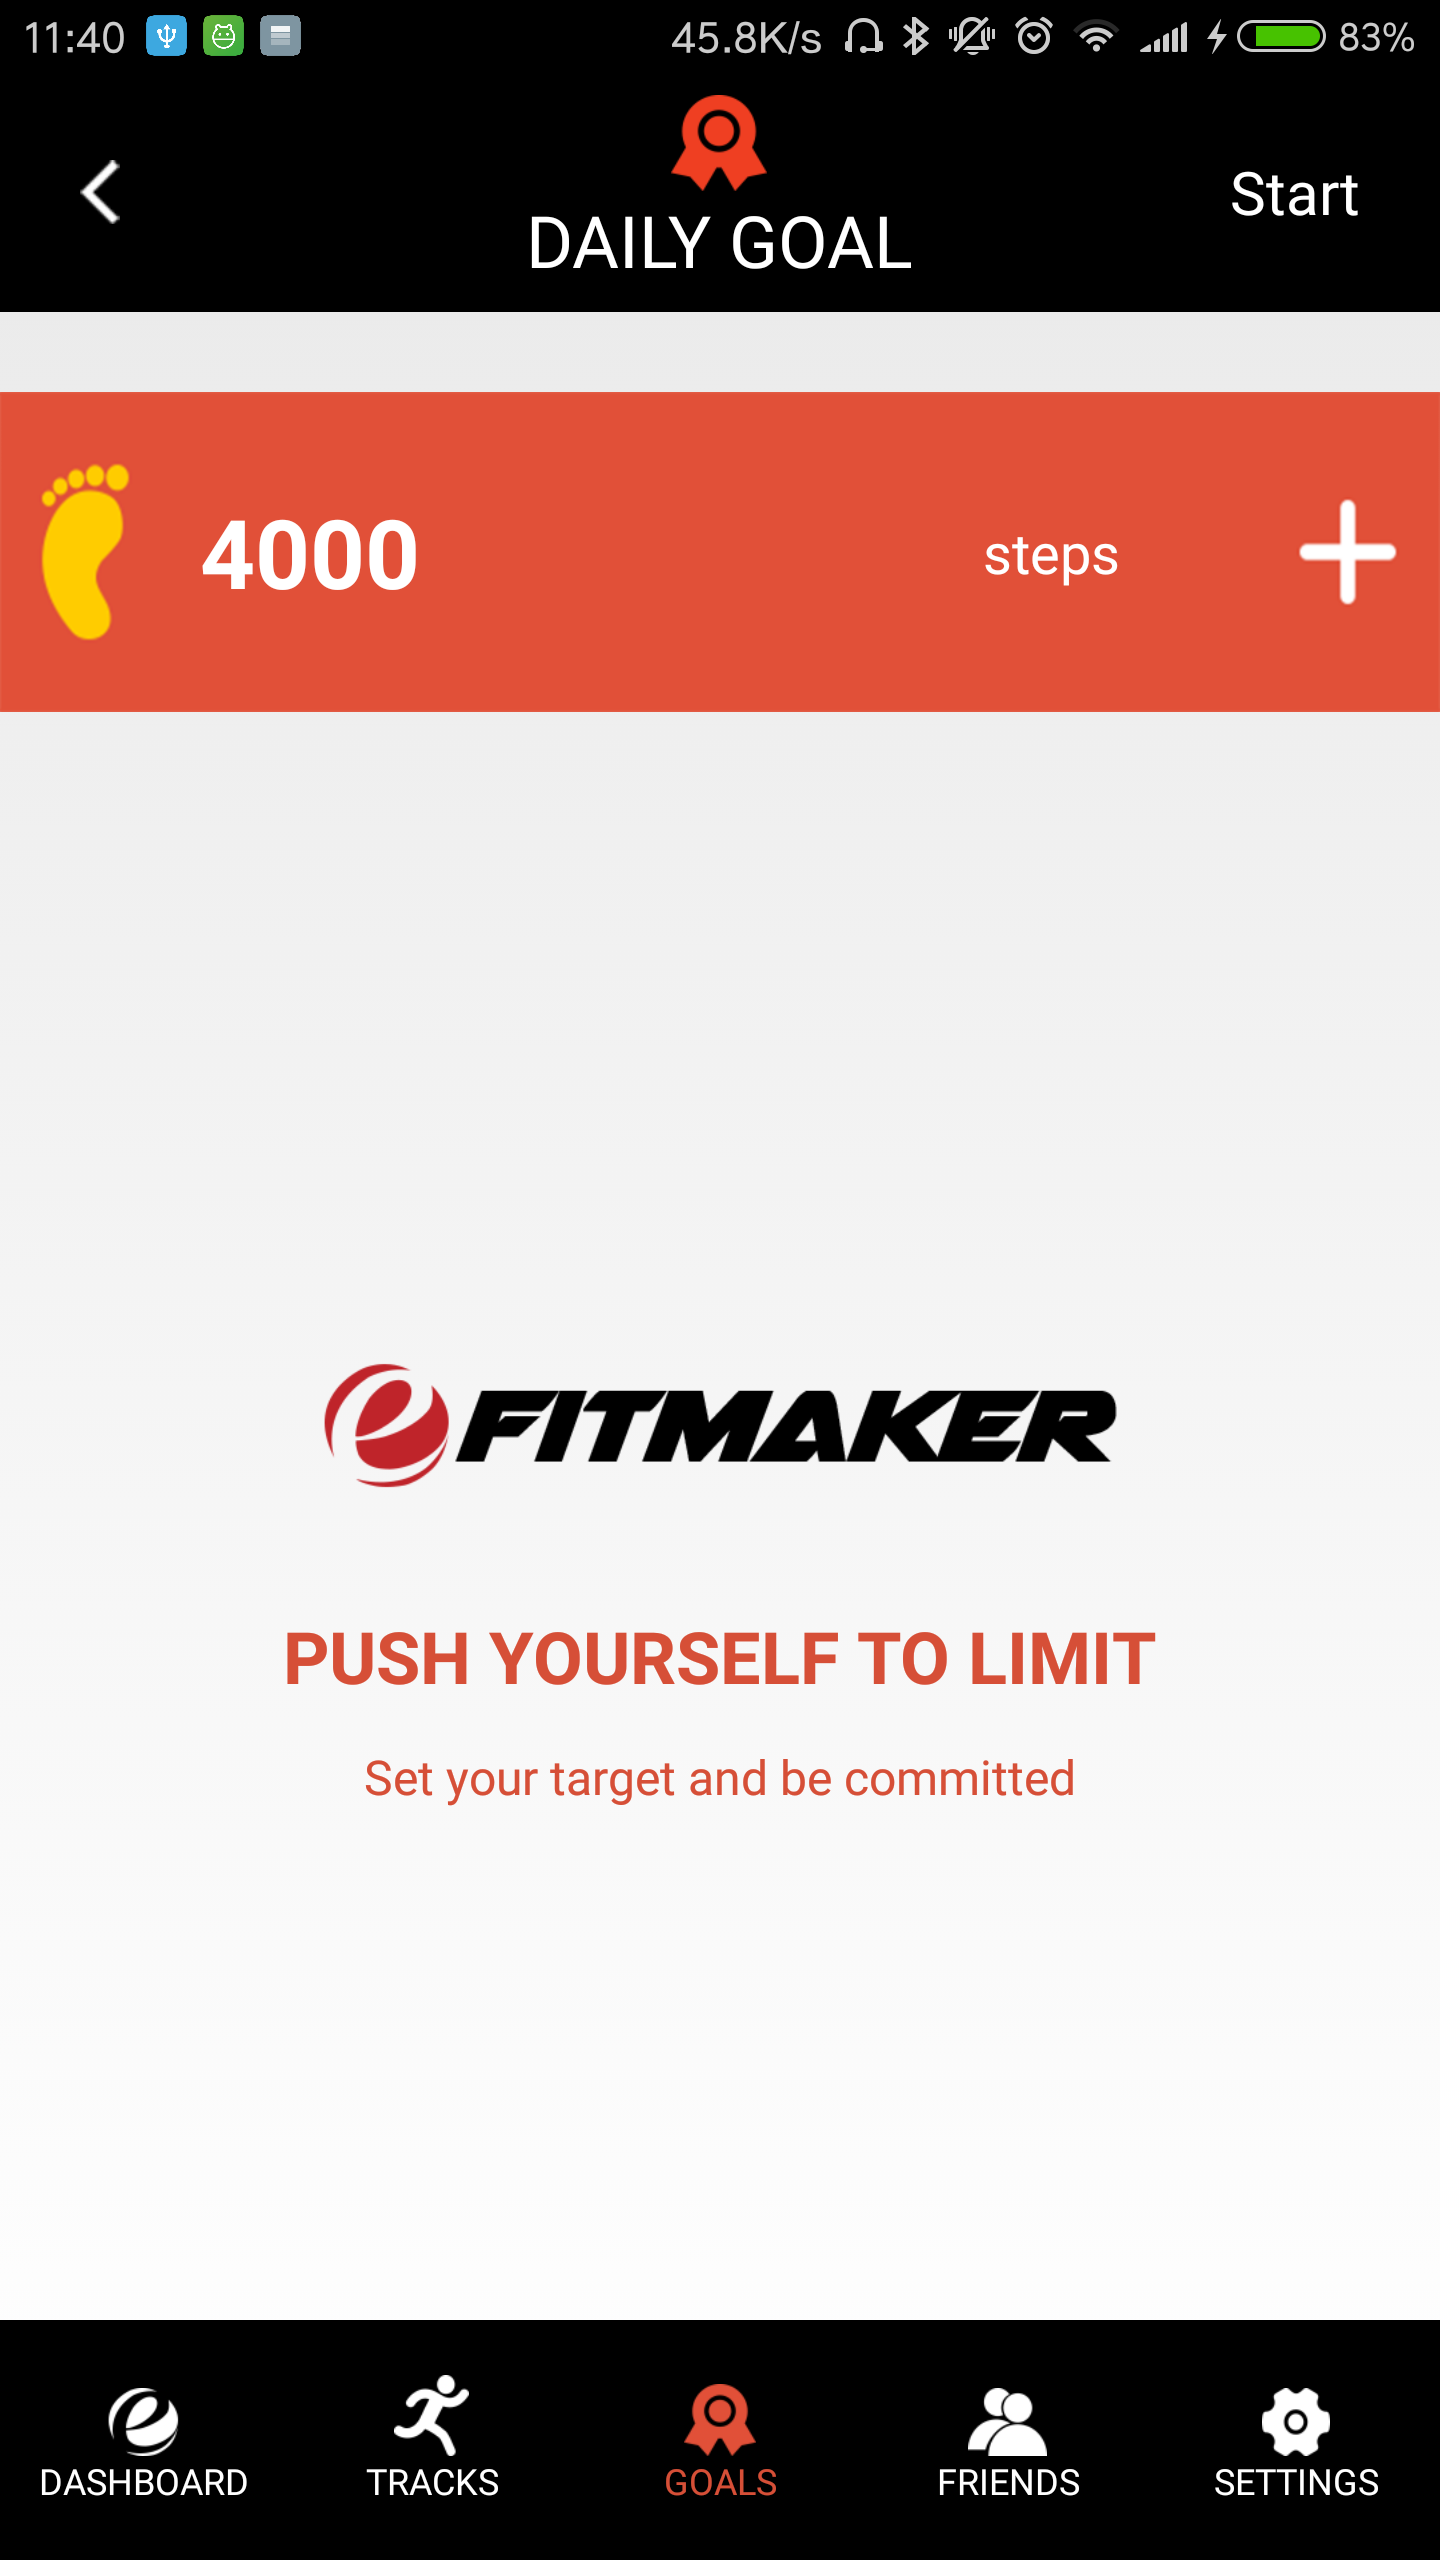 11:40
45.8K/s
83%
DAILY GOAL
Start
4000
steps
FITMAKER
PUSH YOURSELF TO LIMIT
Set your target and be committed
DASHBOARD
TRACKS
GOALS
FRIENDS
SETTINGS